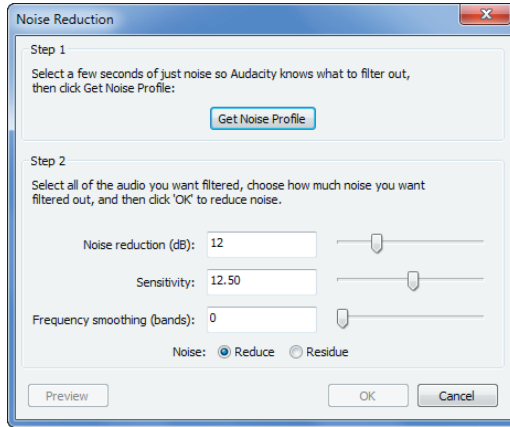 Noise Reduction
Step 1
Select a few seconds of just noise so Audacity knows what to filter out,
then click Get Noise Profile:
Get Noise Profile
Step 2
Select all of the audio you want filtered, choose how much noise you want
filtered out, and then click 'OK' to reduce noise.
Noise reduction (dB): 12
Sensitivity: 12.50
Frequency smoothing (bands): 0
Noise: Reduce Residue
Preview OK Cancel